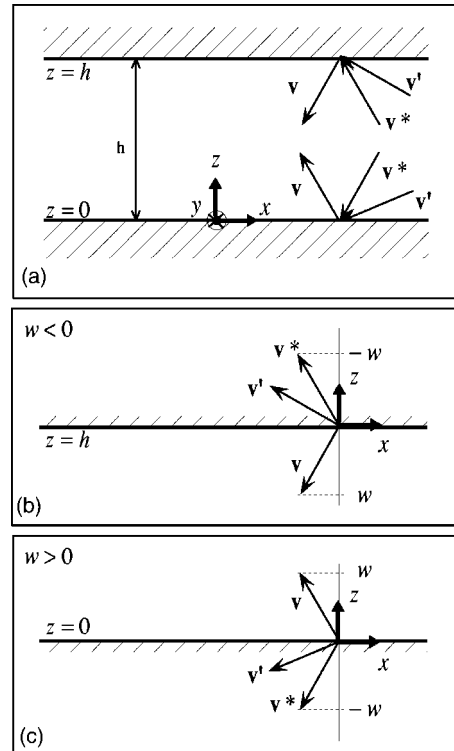 z = h
v
v'
v*
h
z
v*
v
v'
z=0
y
x
(a)
w < 0
v*
− w
z
v'
z = h
x
v
w
(b)
w > 0
w
v
z
z = 0
x
v'
v*
− w
(c)